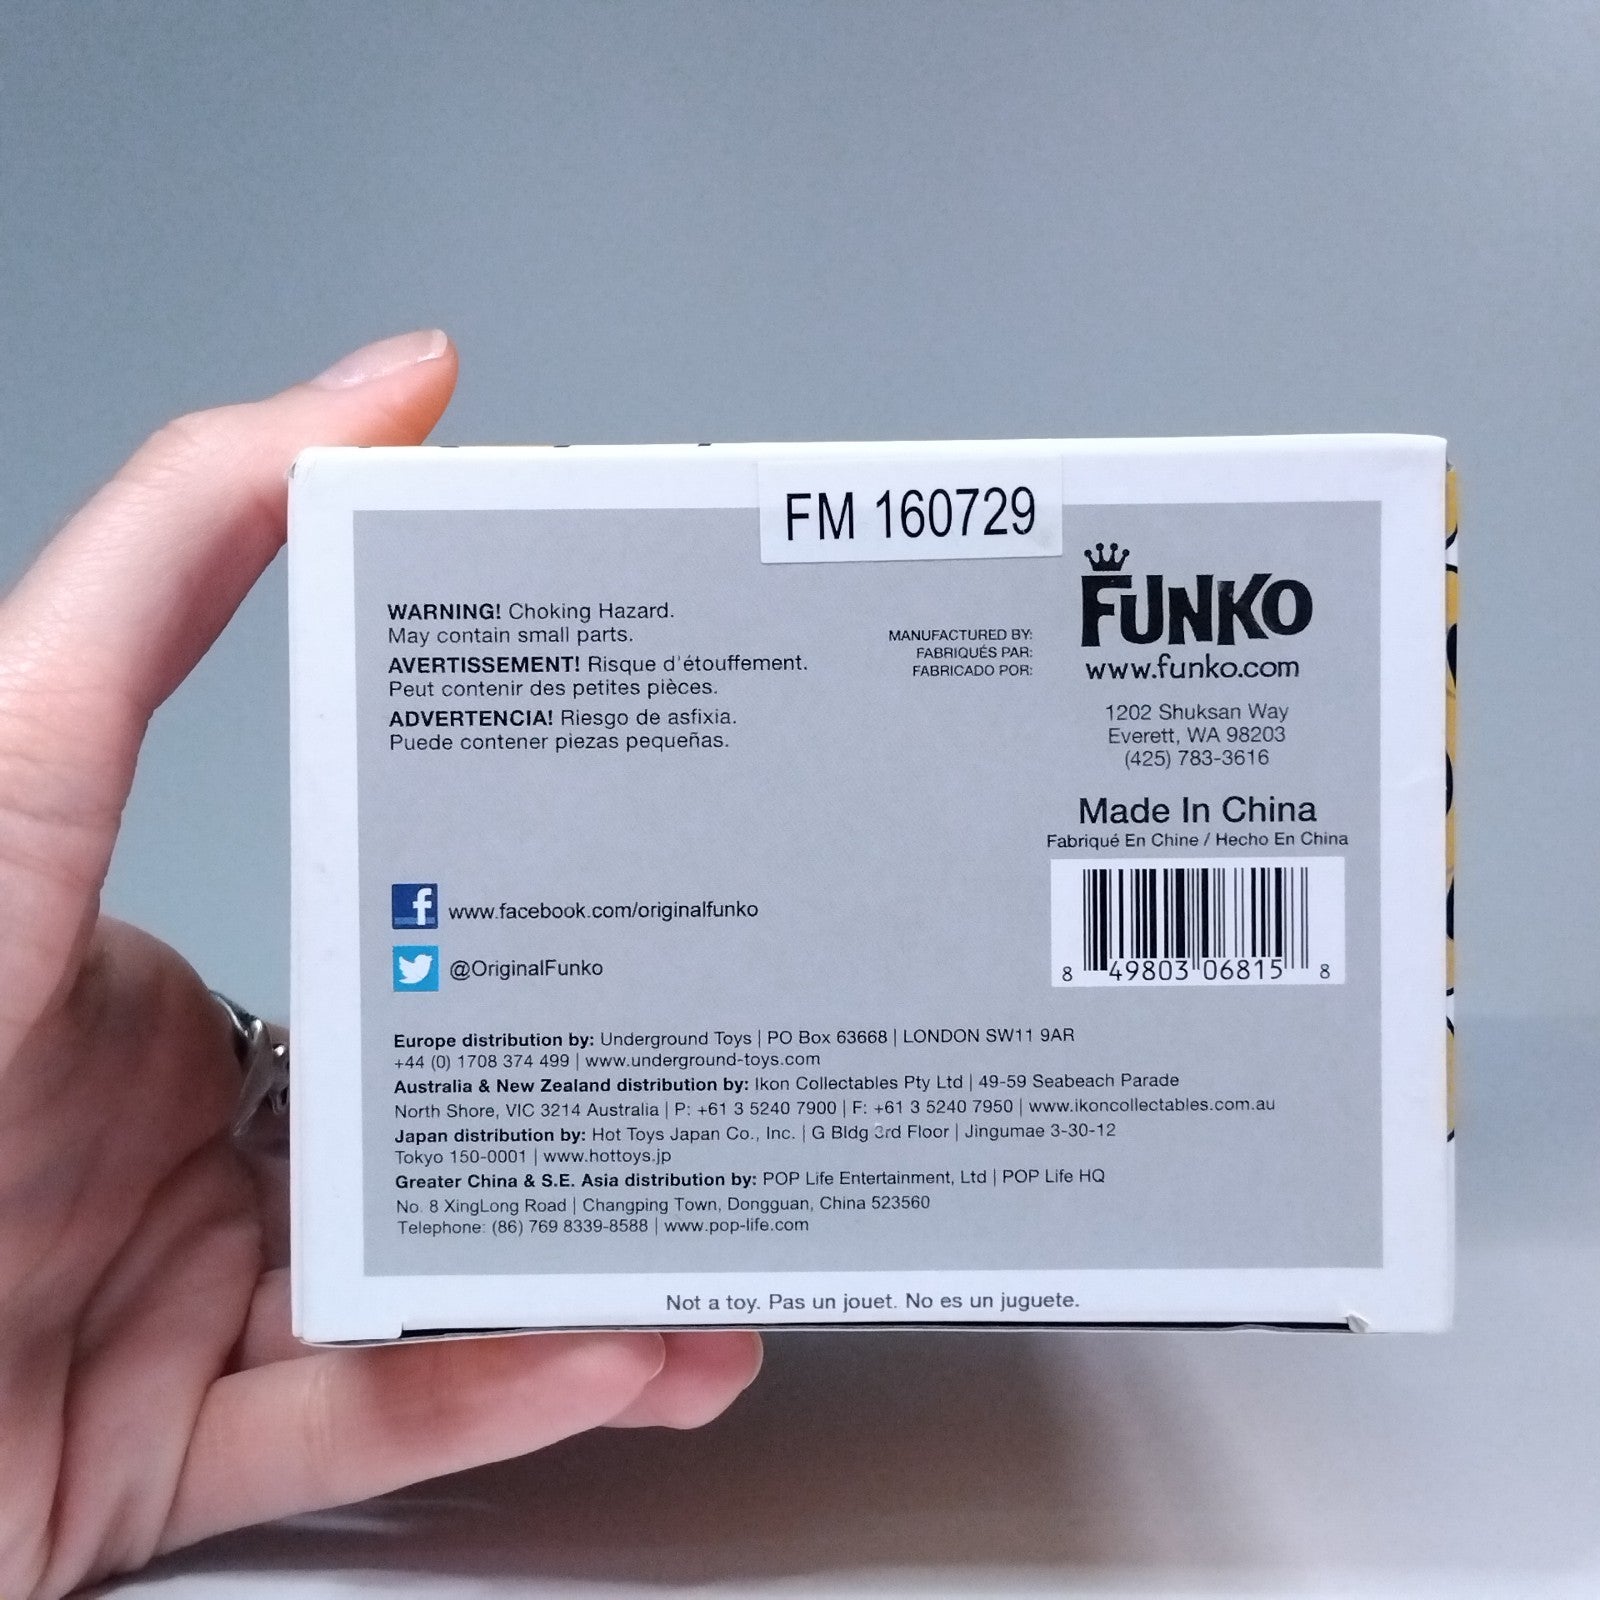 FM 160729
WARNING! Choking Hazard.
May contain small parts.
AVERTISSEMENT! Risque d'étouffement.
Peut contenir des petites pièces.
ADVERTENCIA! Riesgo de asfixia.
Puede contener piezas pequeñas.
MANUFACTURED BY:
FABRIQUÉS PAR:
FABRICADO POR:
FUNKO
www.funko.com
1202 Shuksan Way
Everett, WA 98203
(425) 783-3616
Made In China
Fabriqué En Chine / Hecho En China
8 49803 06815 8
f www.facebook.com/originalfunko
@OriginalFunko
Europe distribution by: Underground Toys | PO Box 63668 | LONDON SW11 9AR
+44 (0) 1708 374 499 | www.underground-toys.com
Australia & New Zealand distribution by: Ikon Collectables Pty Ltd | 49-59 Seabeach Parade
North Shore, VIC 3214 Australia | P: +61 3 5240 7900 | F: +61 3 5240 7950 | www.ikoncollectables.com.au
Japan distribution by: Hot Toys Japan Co., Inc. | G Bldg 3rd Floor | Jingumae 3-30-12
Tokyo 150-0001 | www.hottoys.jp
Greater China & S.E. Asia distribution by: POP Life Entertainment, Ltd | POP Life HQ
No. 8 XingLong Road | Changping Town, Dongguan, China 523560
Telephone: (86) 769 8339-8588 | www.pop-life.com
Not a toy. Pas un jouet. No es un juguete.